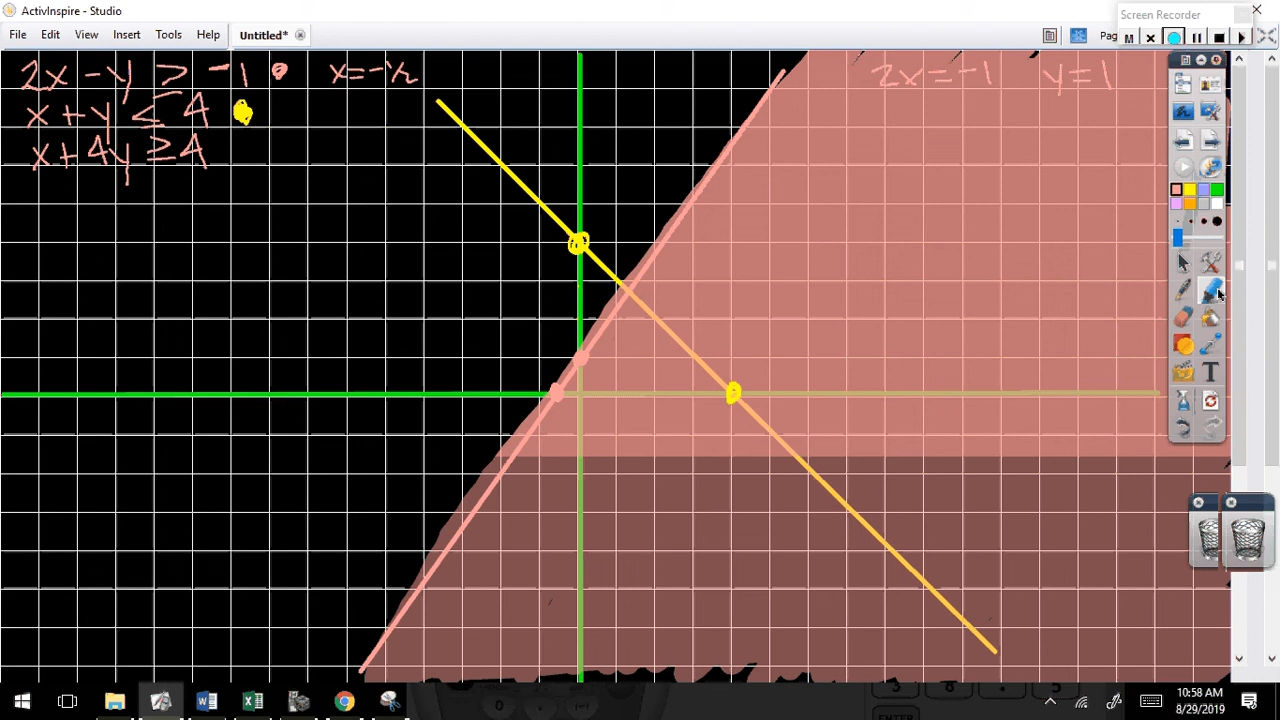 ActivInspire - Studio
Screen Recorder
File Edit View Insert Tools Help Untitled* Pag
2x - y ≥ -1 x=-1/2 2x=-1 y=1
x + y ≤ 4
x + 4y ≥ 4
10:58 AM
8/29/2019